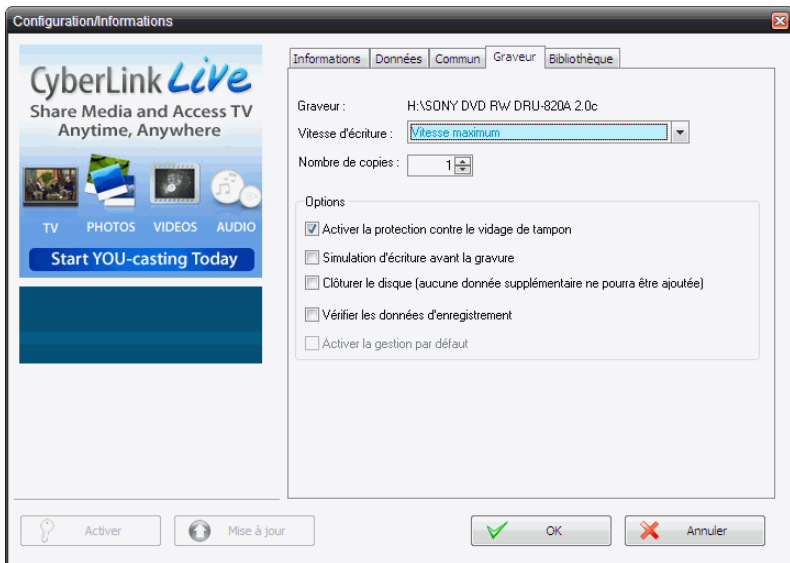 Configuration/Informations
CyberLink Live
Share Media and Access TV
Anytime, Anywhere
TV PHOTOS VIDEOS AUDIO
Start YOU-casting Today
Informations Données Commun Graveur Bibliothèque
Graveur : H:\SONY DVD RW DRU-820A 2.0c
Vitesse d'écriture : Vitesse maximum
Nombre de copies : 1
Options
Activer la protection contre le vidage de tampon
Simulation d'écriture avant la gravure
Clôturer le disque (aucune donnée supplémentaire ne pourra être ajoutée)
Vérifier les données d'enregistrement
Activer la gestion par défaut
Activer Mise à jour OK Annuler